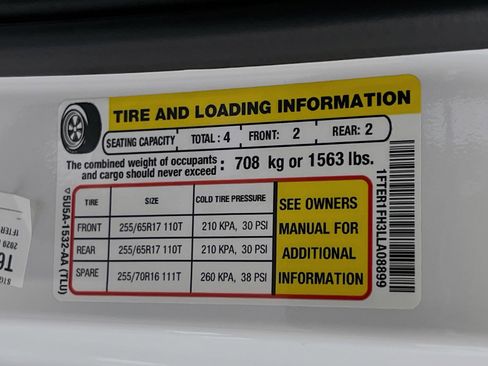 TIRE AND LOADING INFORMATION
SEATING CAPACITY TOTAL : 4 FRONT: 2 REAR: 2
The combined weight of occupants and cargo should never exceed : 708 kg or 1563 lbs.
TIRE SIZE COLD TIRE PRESSURE
FRONT 255/65R17 110T 210 KPA, 30 PSI
REAR 255/65R17 110T 210 KPA, 30 PSI
SPARE 255/70R16 111T 260 KPA, 38 PSI
SEE OWNERS
MANUAL FOR
ADDITIONAL
INFORMATION
5U5A-1532-AA (TLU)
1FTER1FH3LLA08899